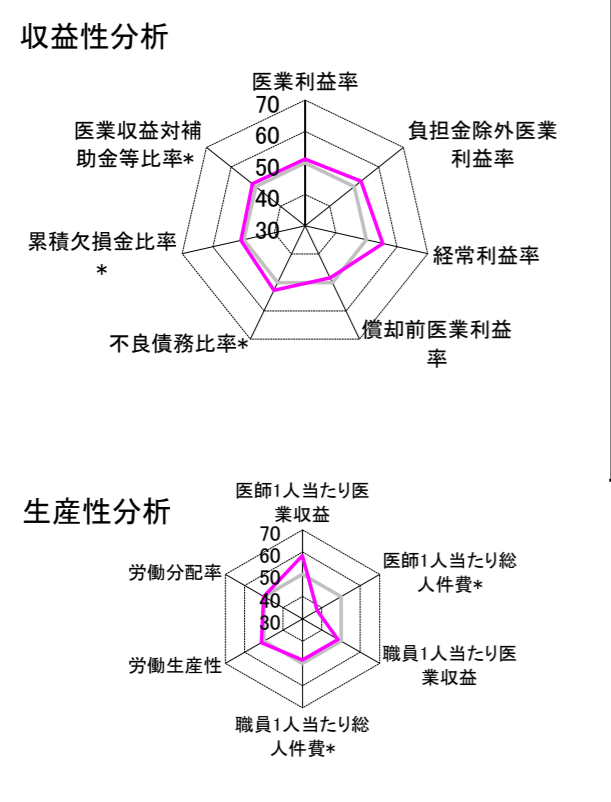 収益性分析
医業利益率
70
60
50
40
30
負担金除外医業
利益率
経常利益率
償却前医業利益
率
不良債務比率*
累積欠損金比率
*
医業収益対補
助金等比率*
生産性分析
医師1人当たり医
業収益
70
60
50
40
30
医師1人当たり総
人件費*
職員1人当たり医
業収益
職員1人当たり総
人件費*
労働生産性
労働分配率